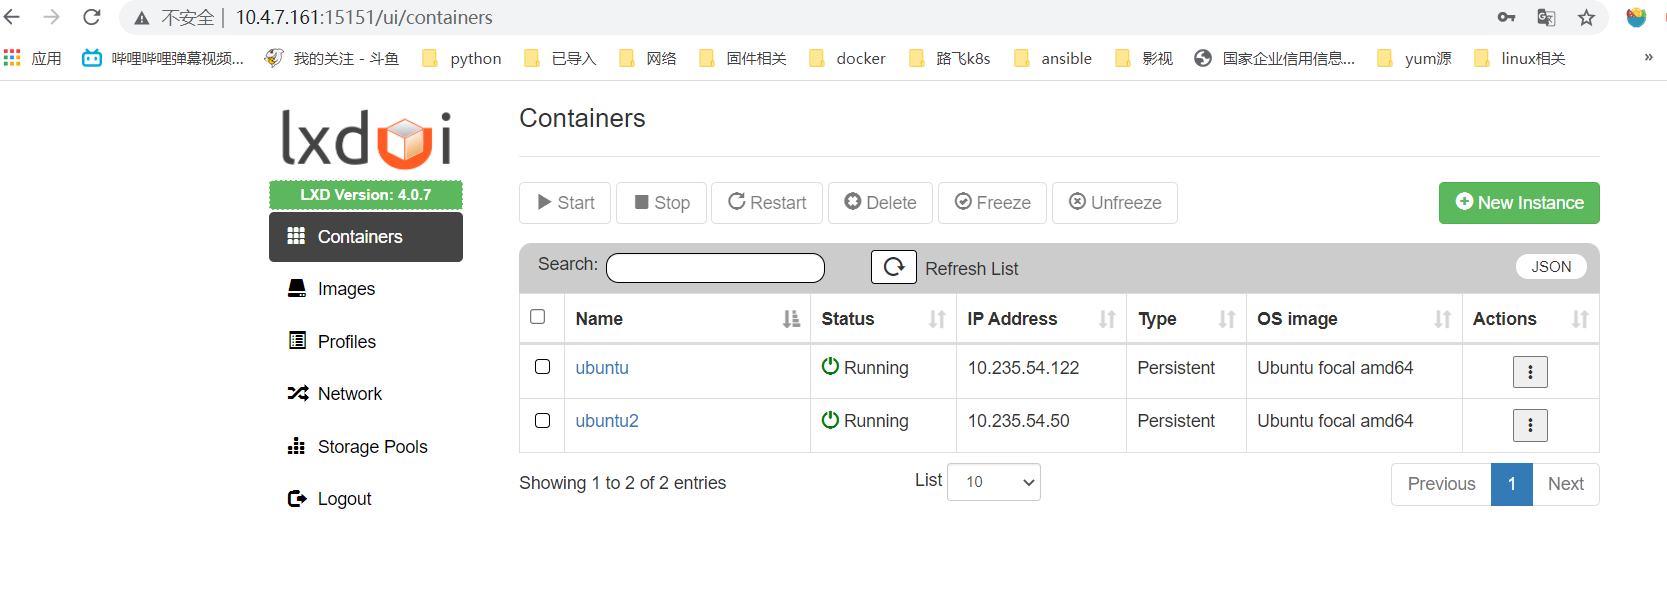 不安全 | 10.4.7.161:15151/ui/containers
应用 哔哩哔哩弹幕视频... 我的关注 - 斗鱼 python 已导入 网络 固件相关 docker 路飞k8s ansible 影视 国家企业信用信息... yum源 linux相关 »
lxdui
LXD Version: 4.0.7
Containers
Images
Profiles
Network
Storage Pools
Logout
Containers
Start Stop Restart Delete Freeze Unfreeze New Instance
Search: Refresh List JSON
Name Status IP Address Type OS image Actions
ubuntu Running 10.235.54.122 Persistent Ubuntu focal amd64
ubuntu2 Running 10.235.54.50 Persistent Ubuntu focal amd64
Showing 1 to 2 of 2 entries List 10 Previous 1 Next